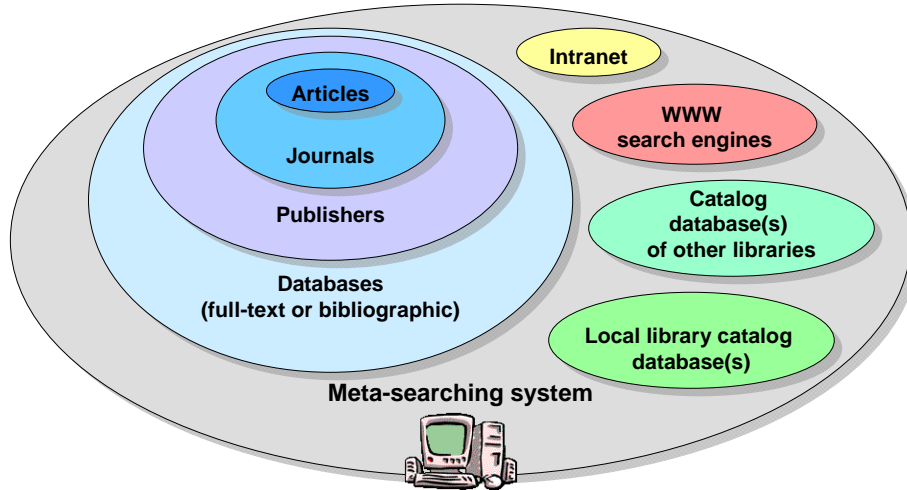 Intranet
Articles
WWW
search engines
Journals
Publishers
Catalog
database(s)
of other libraries
Databases
(full-text or bibliographic)
Local library catalog
database(s)
Meta-searching system